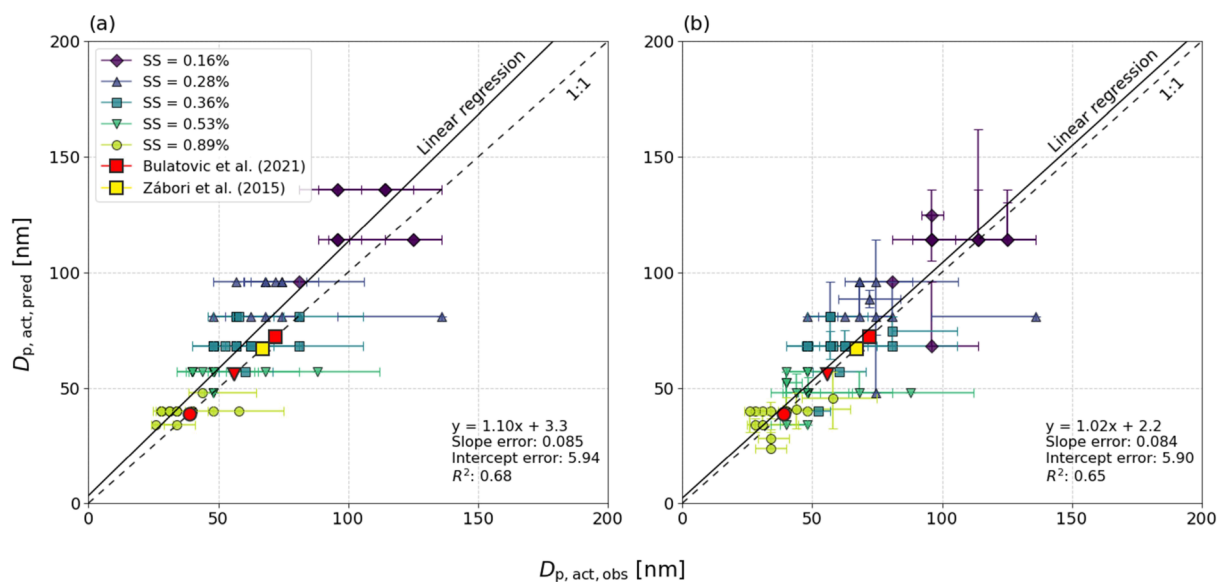 (a)
(b)
200
150
100
50
0
0
50
100
150
200
SS = 0.16%
SS = 0.28%
SS = 0.36%
SS = 0.53%
SS = 0.89%
Bulatovic et al. (2021)
Zábori et al. (2015)
Linear regression
1:1
y = 1.10x + 3.3
Slope error: 0.085
Intercept error: 5.94
R²: 0.68
200
150
100
50
0
0
50
100
150
200
Linear regression
1:1
y = 1.02x + 2.2
Slope error: 0.084
Intercept error: 5.90
R²: 0.65
Dp,act,pred [nm]
Dp,act,obs [nm]